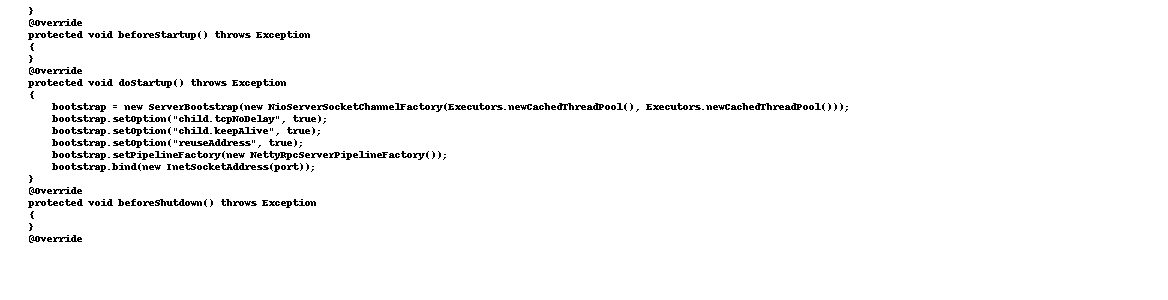 }
@Override
protected void beforeStartup() throws Exception
{
}
@Override
protected void doStartup() throws Exception
{
    bootstrap = new ServerBootstrap(new NioServerSocketChannelFactory(Executors.newCachedThreadPool(), Executors.newCachedThreadPool()));
    bootstrap.setOption("child.tcpNoDelay", true);
    bootstrap.setOption("child.keepAlive", true);
    bootstrap.setOption("reuseAddress", true);
    bootstrap.setPipelineFactory(new NettyRpcServerPipelineFactory());
    bootstrap.bind(new InetSocketAddress(port));
}
@Override
protected void beforeShutdown() throws Exception
{
}
@Override